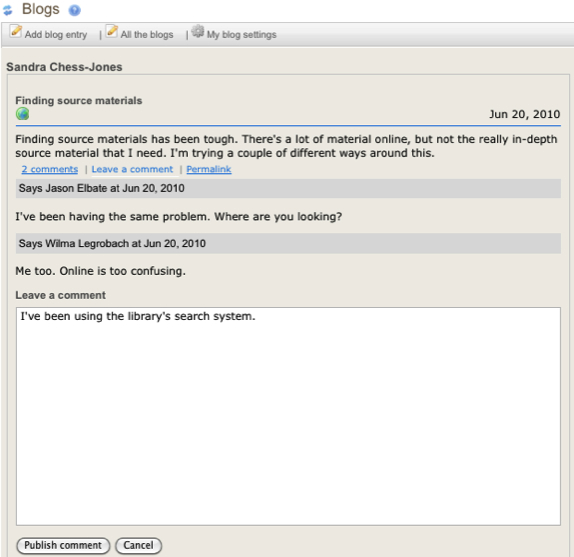 Blogs
Add blog entry | All the blogs | My blog settings
Sandra Chess-Jones
Finding source materials
Jun 20, 2010
Finding source materials has been tough. There's a lot of material online, but not the really in-depth
source material that I need. I'm trying a couple of different ways around this.
2 comments | Leave a comment | Permalink
Says Jason Elbate at Jun 20, 2010
I've been having the same problem. Where are you looking?
Says Wilma Legrobach at Jun 20, 2010
Me too. Online is too confusing.
Leave a comment
I've been using the library's search system.
Publish comment Cancel